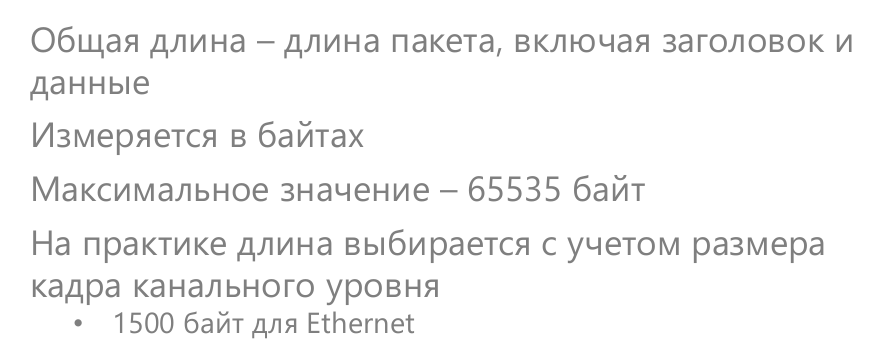 Общая длина – длина пакета, включая заголовок и
данные
Измеряется в байтах
Максимальное значение – 65535 байт
На практике длина выбирается с учетом размера
кадра канального уровня
• 1500 байт для Ethernet